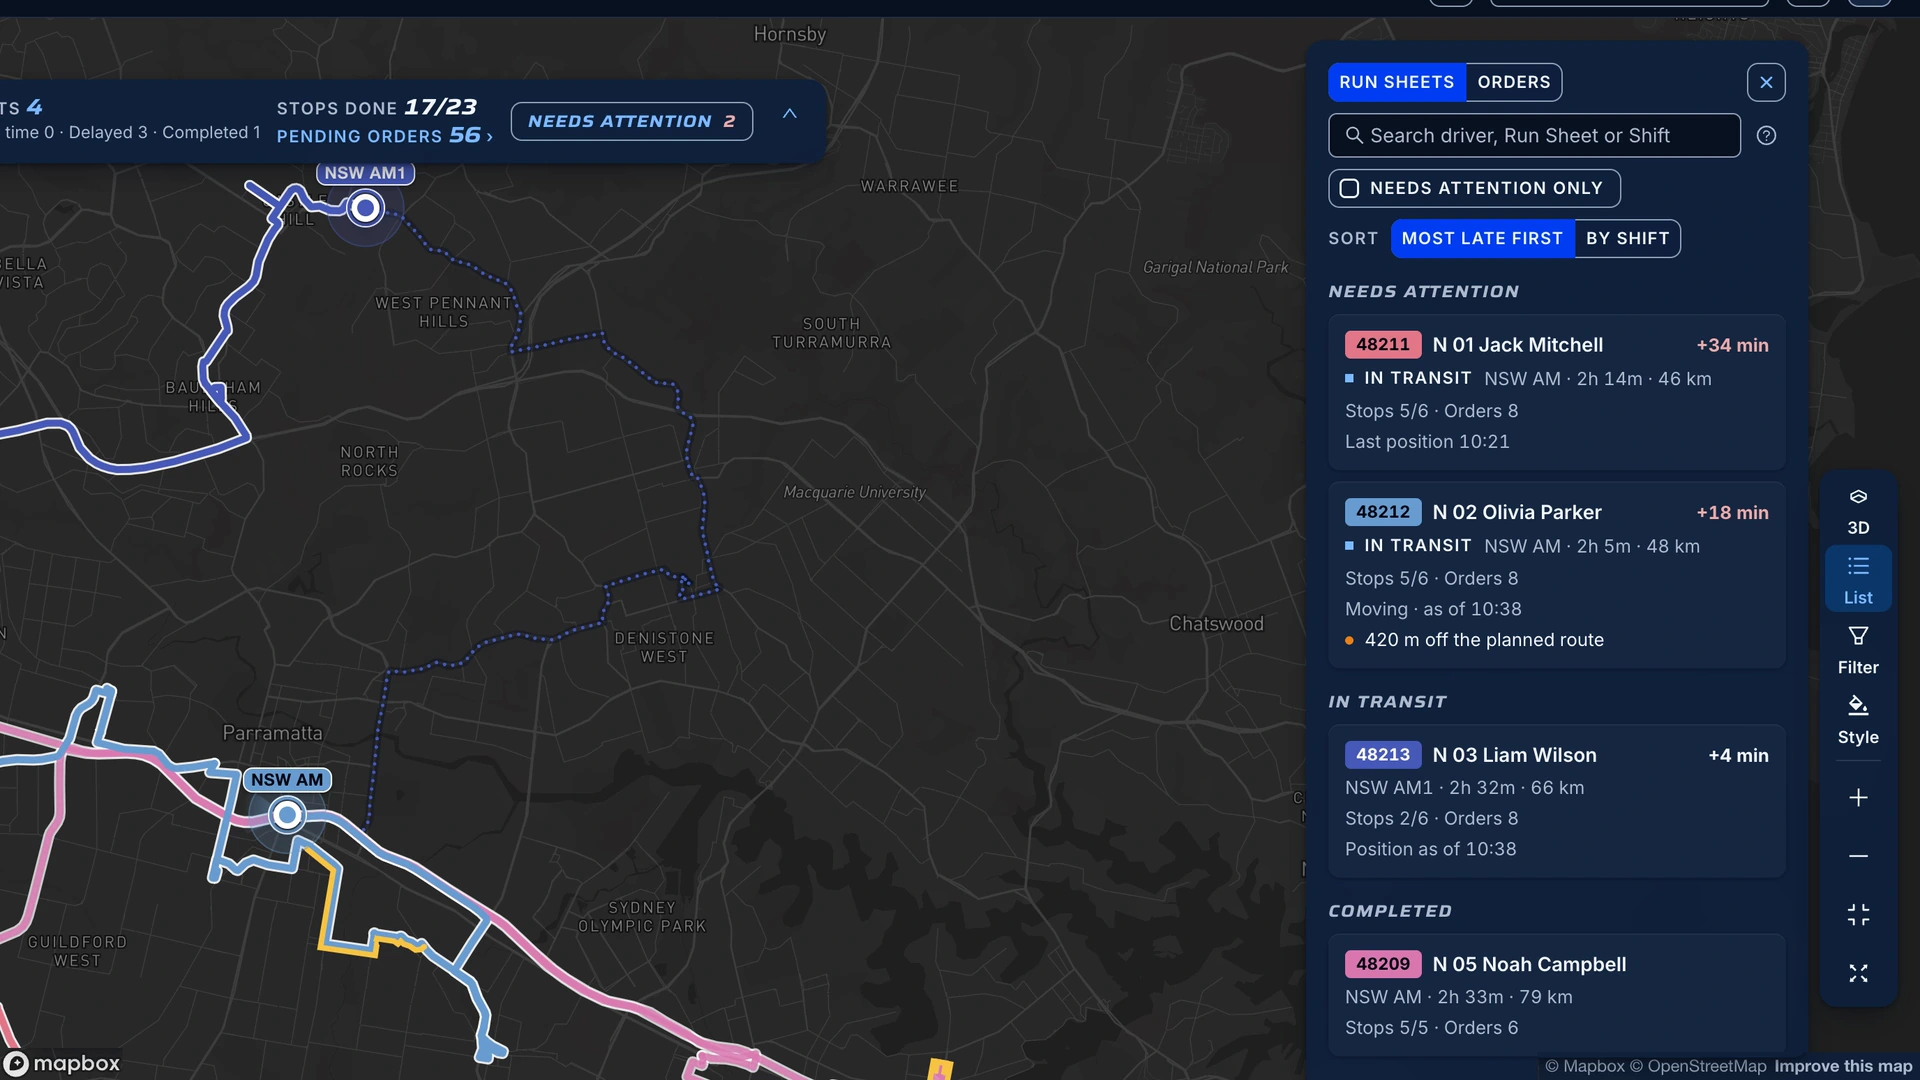 Hornsby
TS 4
time 0 · Delayed 3 · Completed 1
STOPS DONE 17/23
PENDING ORDERS 56 ›
NEEDS ATTENTION 2
NSW AM1
HILL
WARRAWEE
Garigal National Park
BELLA
VISTA
WEST PENNANT
HILLS
SOUTH
TURRAMURRA
NORTH
ROCKS
Macquarie University
DENISTONE
WEST
Chatswood
Parramatta
NSW AM
SYDNEY
OLYMPIC PARK
GUILDFORD
WEST
mapbox
RUN SHEETS
ORDERS
Search driver, Run Sheet or Shift
NEEDS ATTENTION ONLY
SORT
MOST LATE FIRST
BY SHIFT
NEEDS ATTENTION
48211 N 01 Jack Mitchell +34 min
IN TRANSIT NSW AM · 2h 14m · 46 km
Stops 5/6 · Orders 8
Last position 10:21
48212 N 02 Olivia Parker +18 min
IN TRANSIT NSW AM · 2h 5m · 48 km
Stops 5/6 · Orders 8
Moving · as of 10:38
420 m off the planned route
IN TRANSIT
48213 N 03 Liam Wilson +4 min
NSW AM1 · 2h 32m · 66 km
Stops 2/6 · Orders 8
Position as of 10:38
COMPLETED
48209 N 05 Noah Campbell
NSW AM · 2h 33m · 79 km
Stops 5/5 · Orders 6
3D
List
Filter
Style
© Mapbox © OpenStreetMap Improve this map